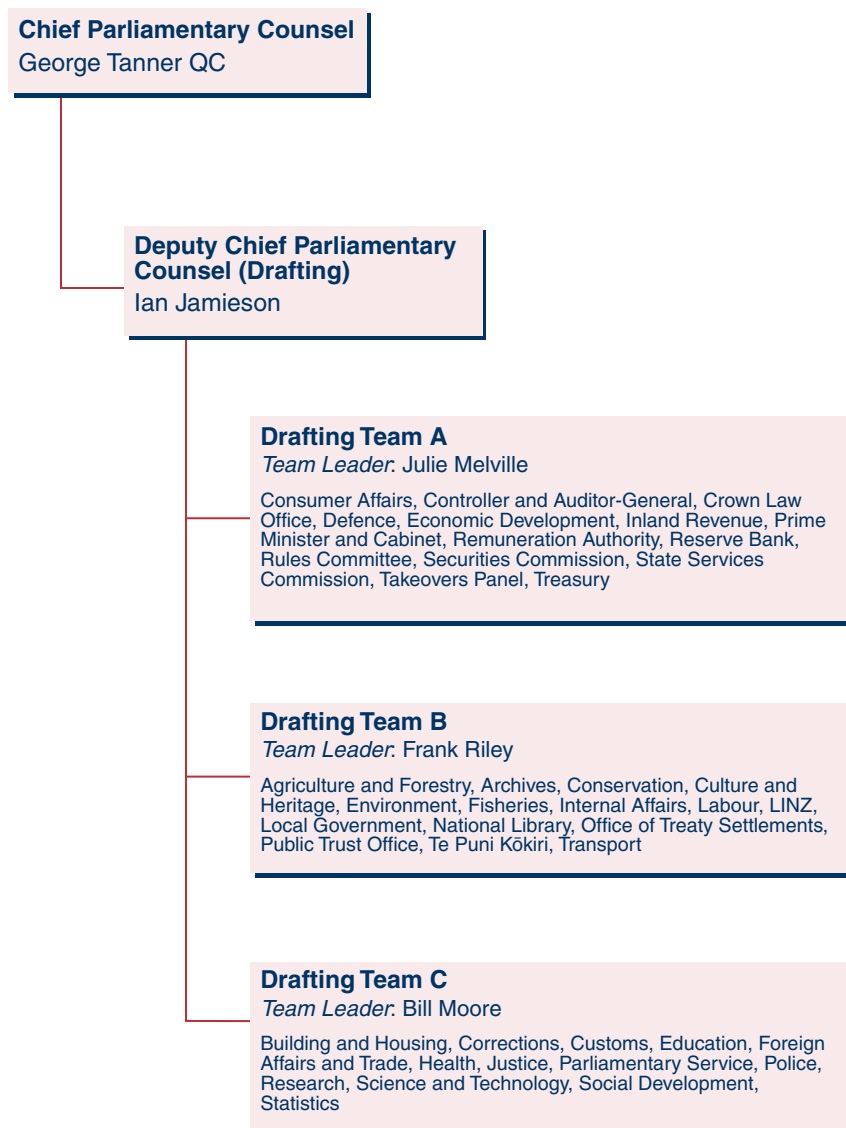 Chief Parliamentary Counsel
George Tanner QC
Deputy Chief Parliamentary
Counsel (Drafting)
Ian Jamieson
Drafting Team A
Team Leader: Julie Melville
Consumer Affairs, Controller and Auditor-General, Crown Law
Office, Defence, Economic Development, Inland Revenue, Prime
Minister and Cabinet, Remuneration Authority, Reserve Bank,
Rules Committee, Securities Commission, State Services
Commission, Takeovers Panel, Treasury
Drafting Team B
Team Leader: Frank Riley
Agriculture and Forestry, Archives, Conservation, Culture and
Heritage, Environment, Fisheries, Internal Affairs, Labour, LINZ,
Local Government, National Library, Office of Treaty Settlements,
Public Trust Office, Te Puni Kōkiri, Transport
Drafting Team C
Team Leader: Bill Moore
Building and Housing, Corrections, Customs, Education, Foreign
Affairs and Trade, Health, Justice, Parliamentary Service, Police,
Research, Science and Technology, Social Development,
Statistics